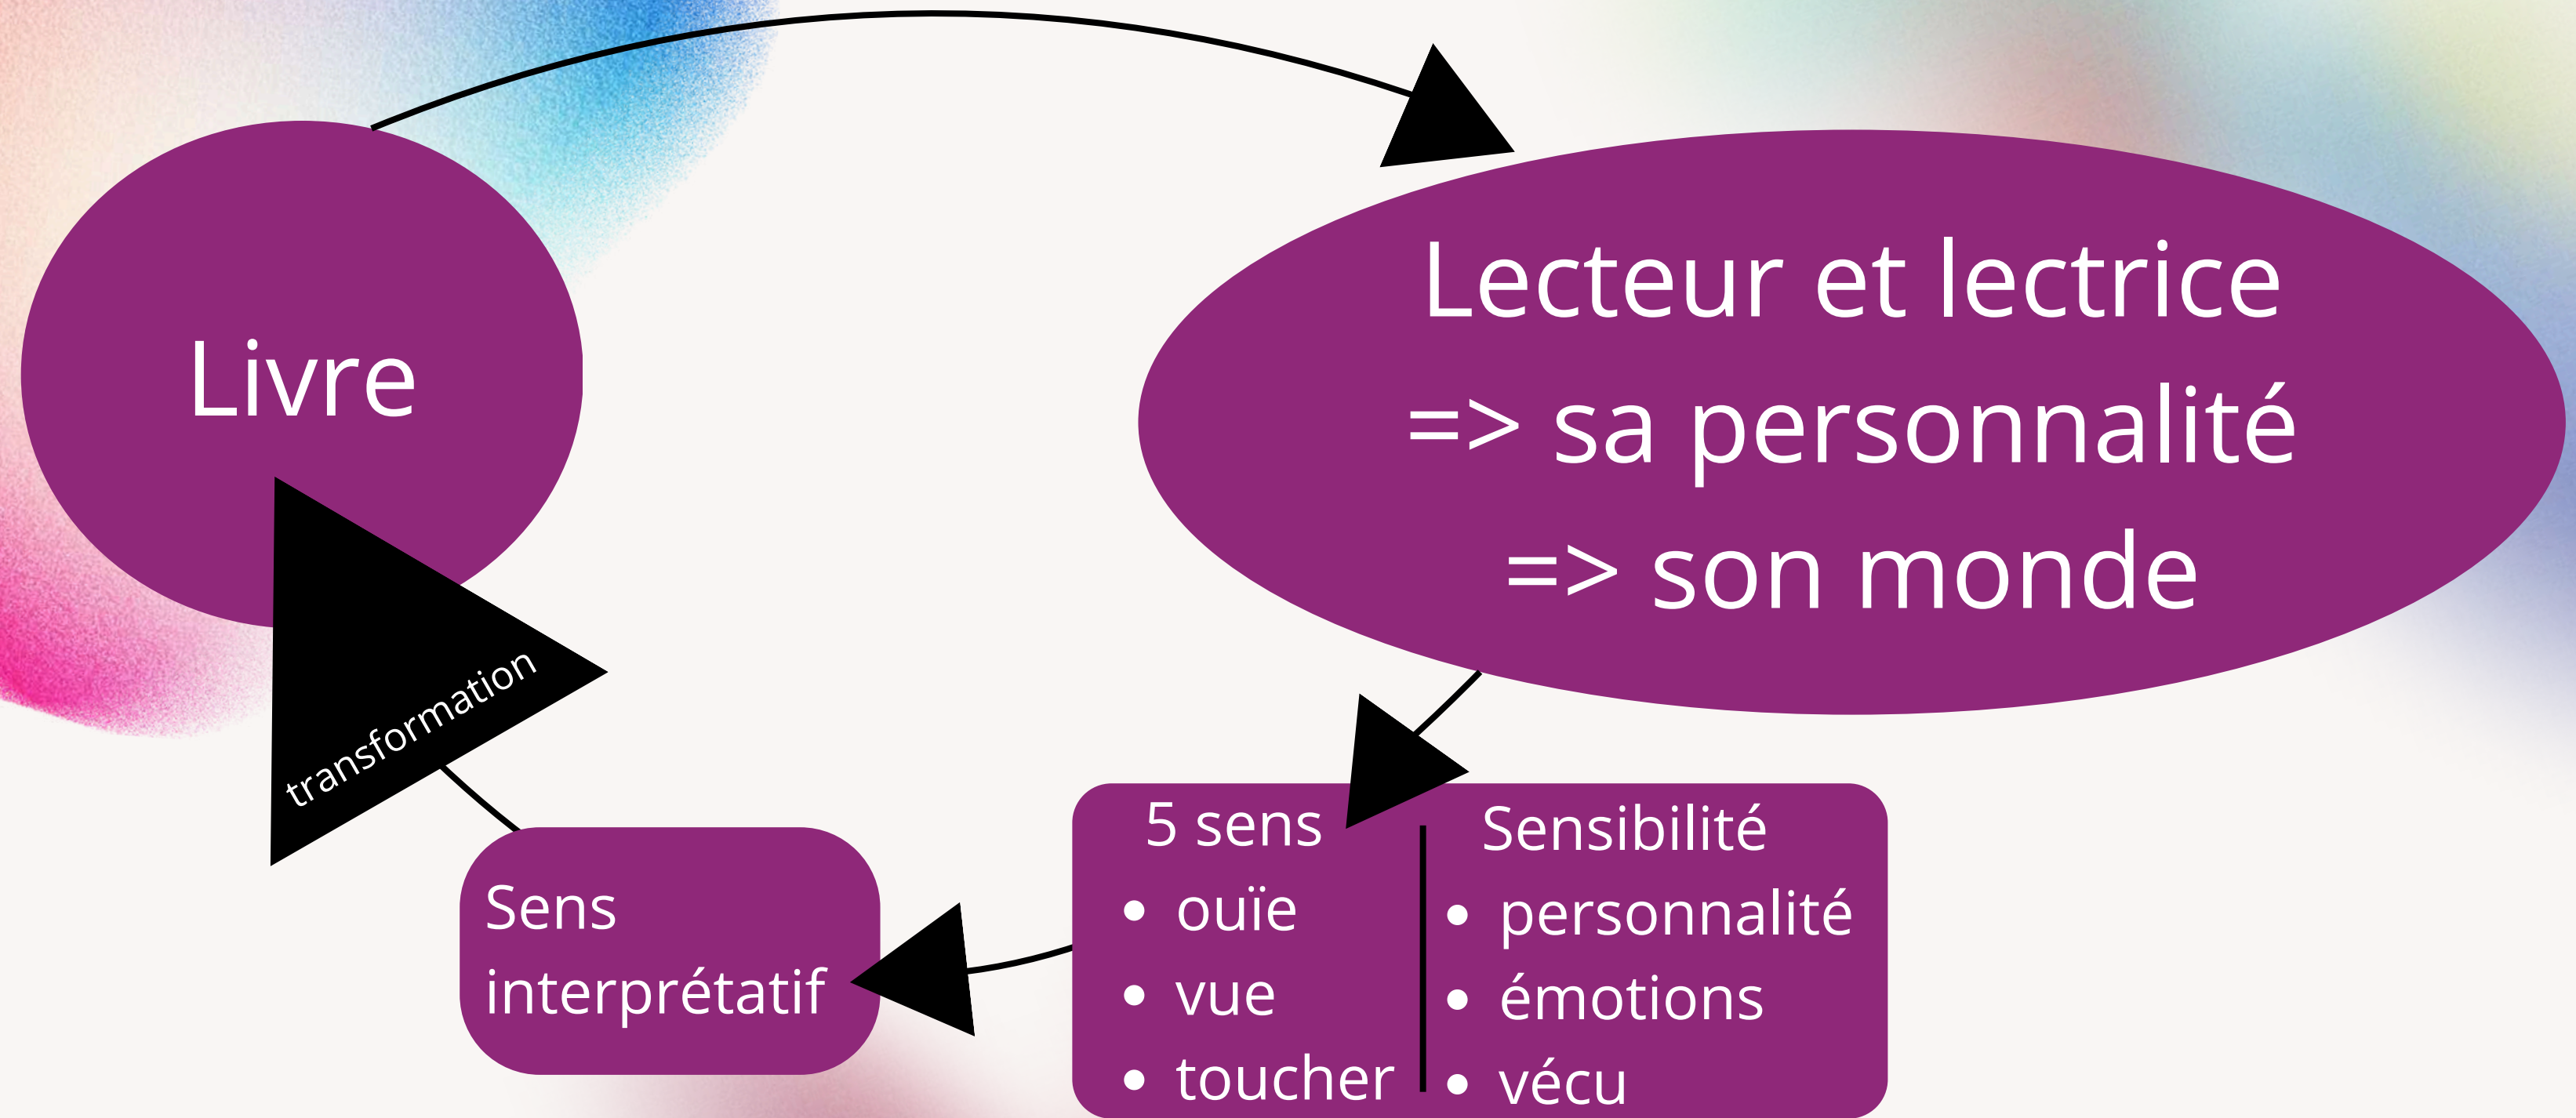 Livre
Lecteur et lectrice
=> sa personnalité
=> son monde
transformation
Sens
interprétatif
5 sens
• ouïe
• vue
• toucher
Sensibilité
• personnalité
• émotions
• vécu